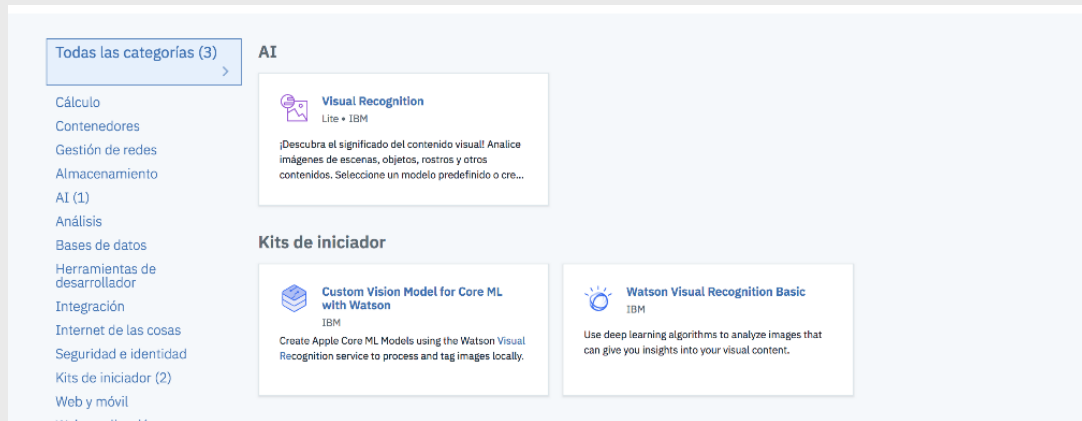 Todas las categorías (3)
>
Cálculo
Contenedores
Gestión de redes
Almacenamiento
AI (1)
Análisis
Bases de datos
Herramientas de
desarrollador
Integración
Internet de las cosas
Seguridad e identidad
Kits de iniciador (2)
Web y móvil
AI
Visual Recognition
Lite • IBM
¡Descubra el significado del contenido visual! Analice
imágenes de escenas, objetos, rostros y otros
contenidos. Seleccione un modelo predefinido o cre...
Kits de iniciador
Custom Vision Model for Core ML
with Watson
IBM
Create Apple Core ML Models using the Watson Visual
Recognition service to process and tag images locally.
Watson Visual Recognition Basic
IBM
Use deep learning algorithms to analyze images that
can give you insights into your visual content.